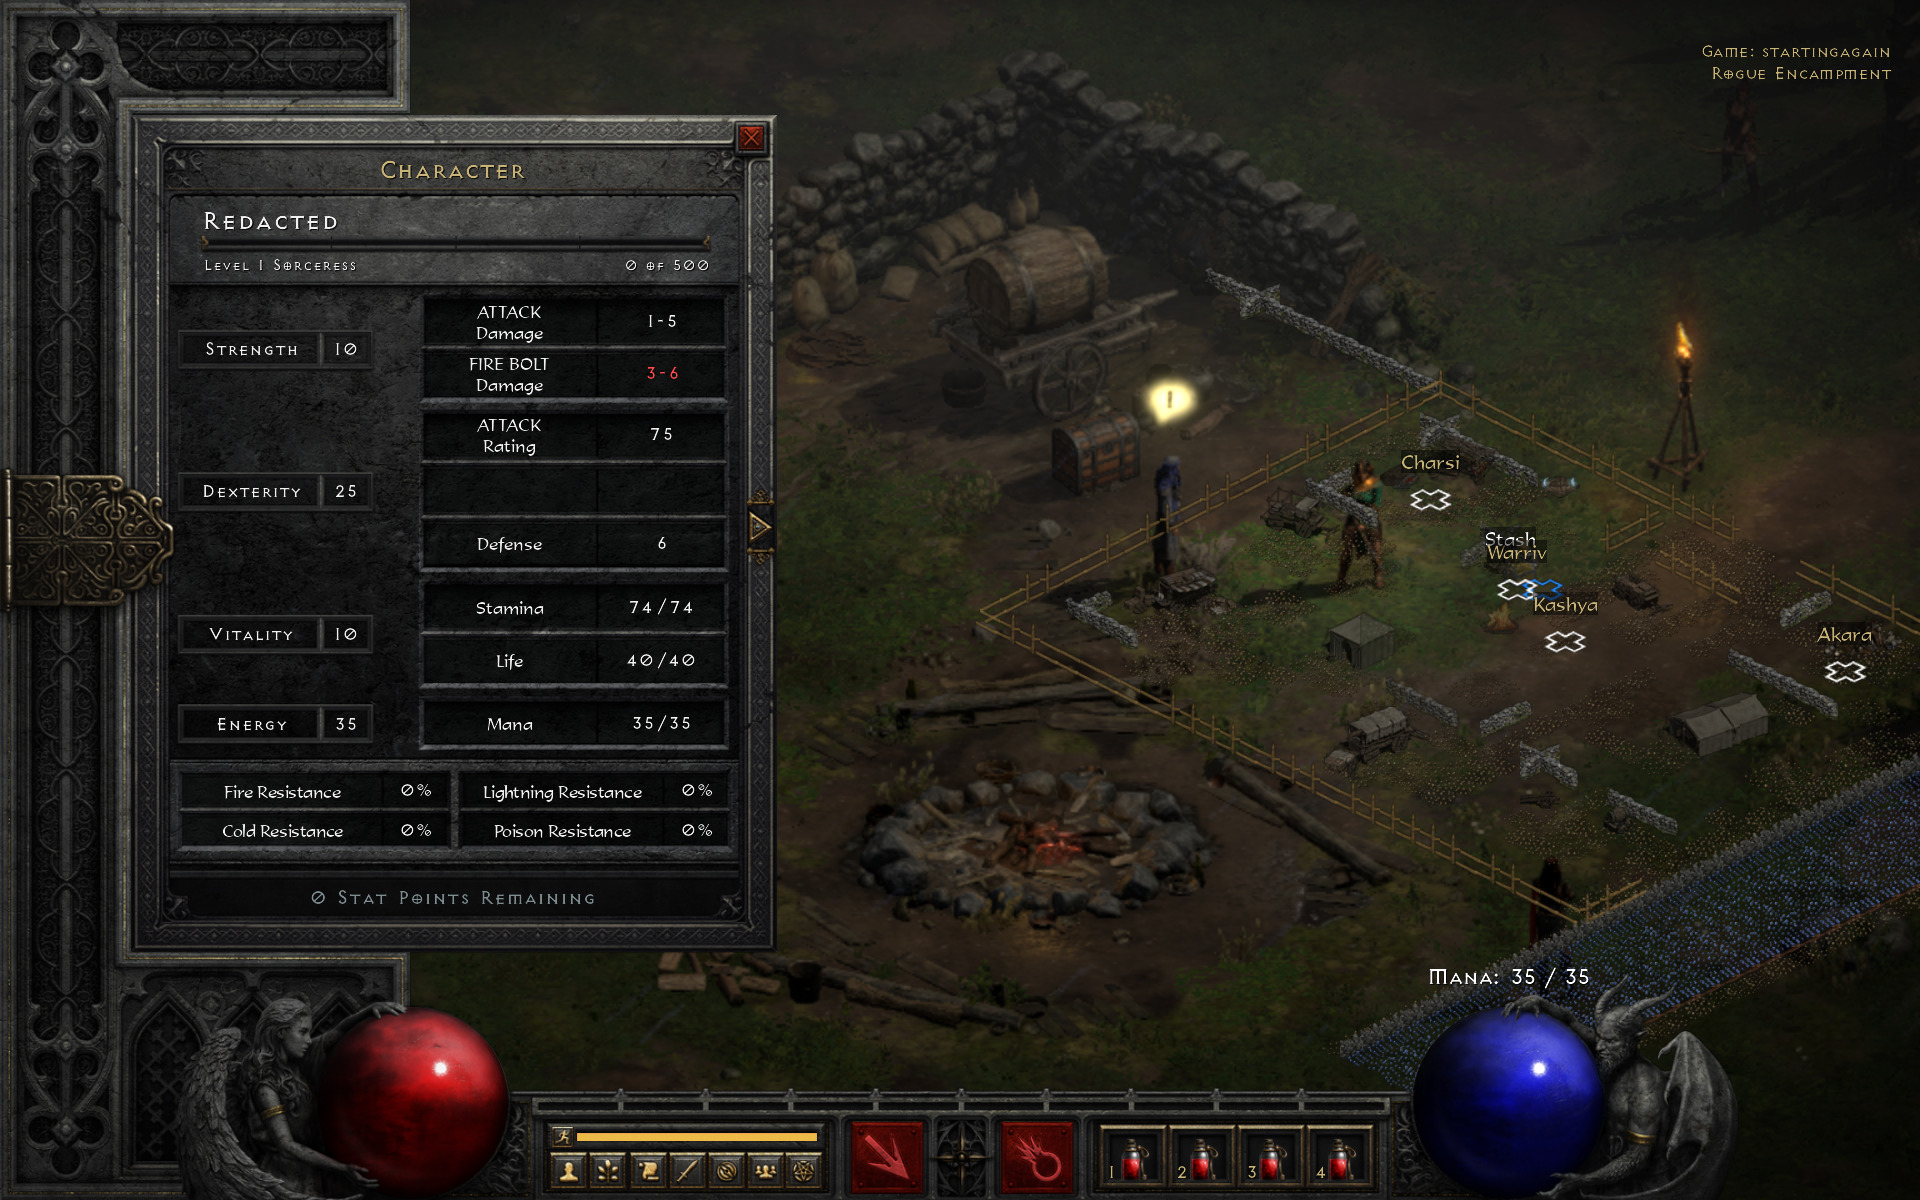 Game: startingagain
Rogue Encampment
Character
Redacted
Level 1 Sorceress
0 of 500
ATTACK
Damage
1-5
Strength 10
FIRE BOLT
Damage
3-6
ATTACK
Rating
75
Dexterity 25
Defense 6
Stamina 74/74
Vitality 10
Life 40/40
Energy 35
Mana 35/35
Fire Resistance 0%
Lightning Resistance 0%
Cold Resistance 0%
Poison Resistance 0%
0 Stat Points Remaining
!
Charsi
Stash
Warriv
Kashya
Akara
Mana: 35 / 35
1 2 3 4